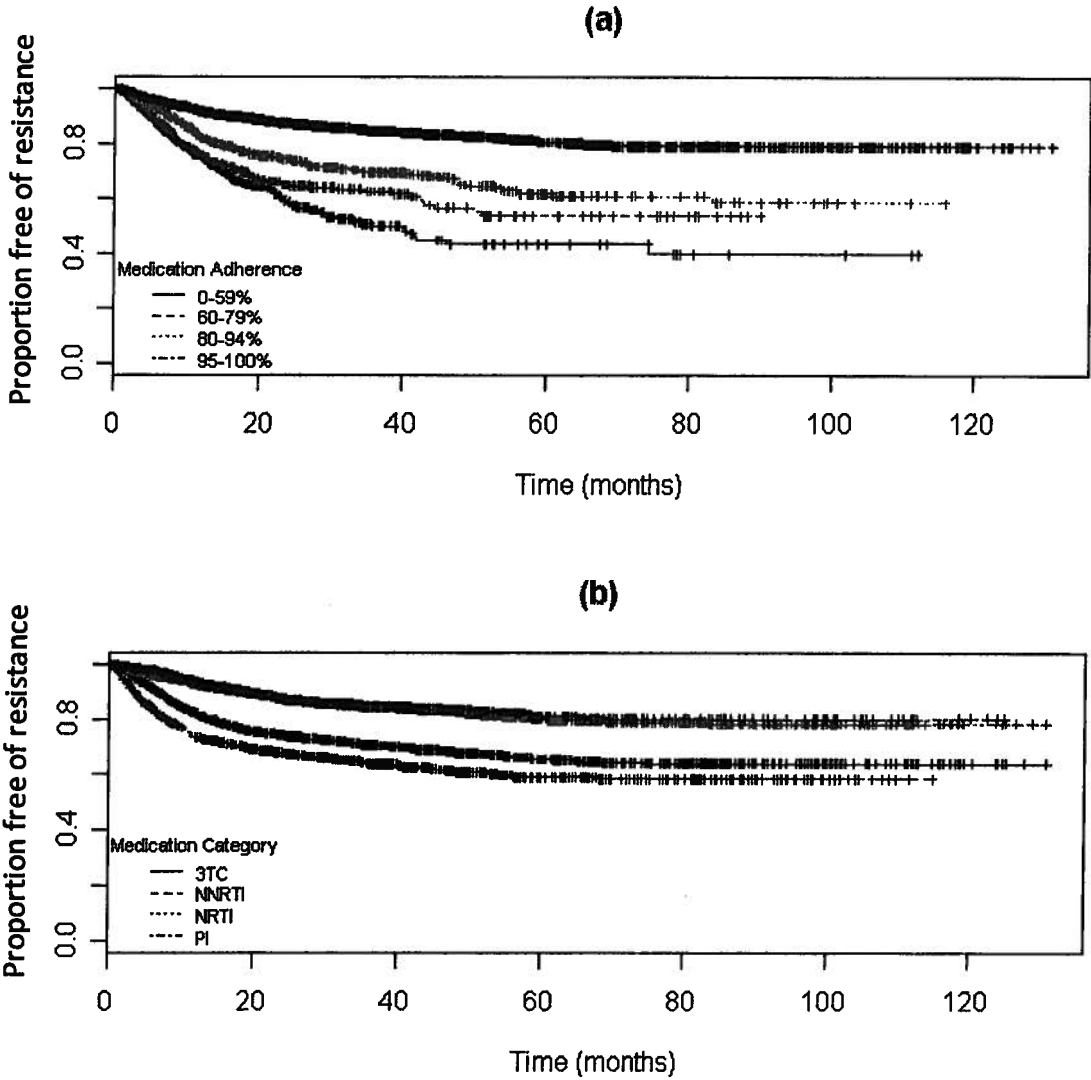 (a)
Proportion free of resistance
0.8
0.4
0.0
Medication Adherence
0-59%
60-79%
80-94%
95-100%
0 20 40 60 80 100 120
Time (months)
(b)
Proportion free of resistance
0.8
0.4
0.0
Medication Category
3TC
NNRTI
NRTI
PI
0 20 40 60 80 100 120
Time (months)